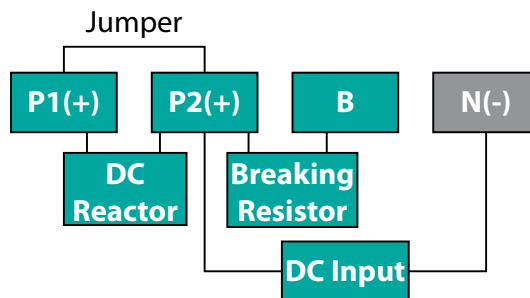 Jumper
P1(+)
P2(+)
B
N(-)
DC
Reactor
Breaking
Resistor
DC Input